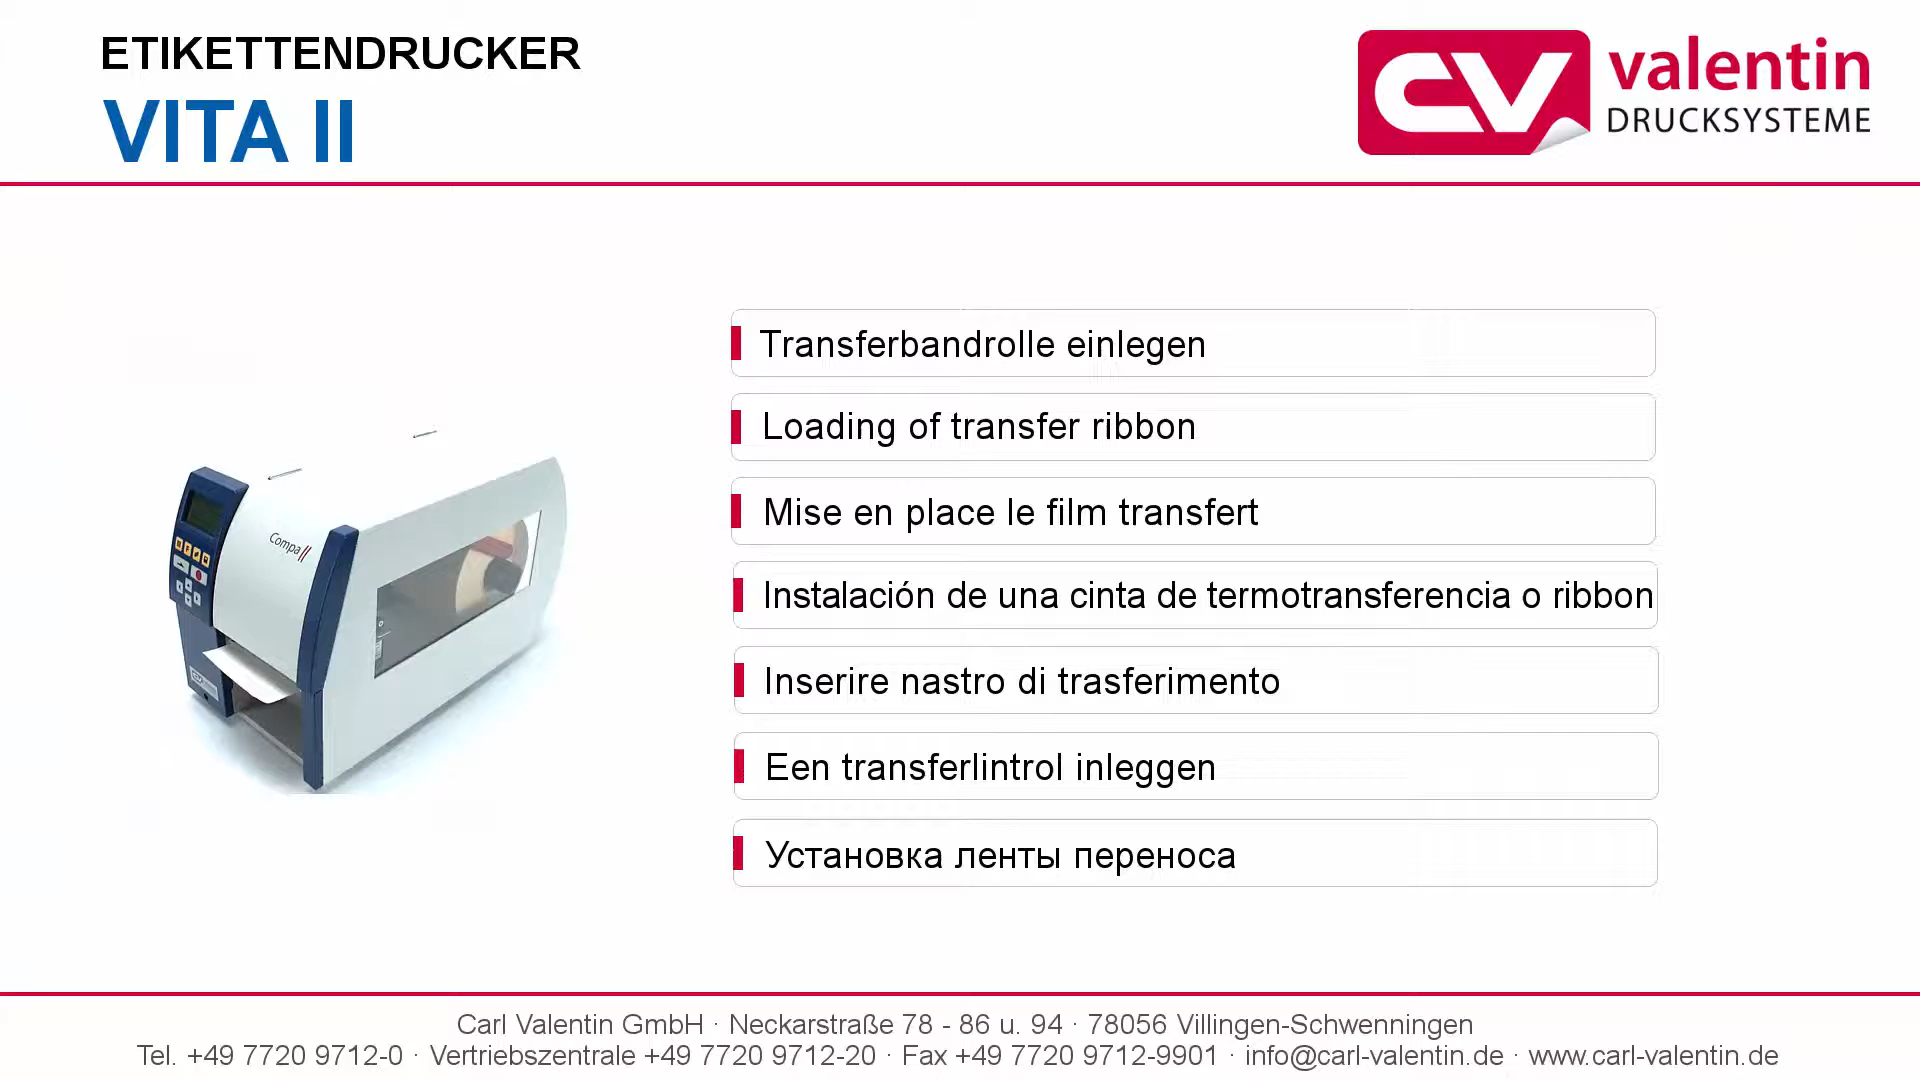 ETIKETTENDRUCKER
VITA II
CV valentin
DRUCKSYSTEME
Transferbandrolle einlegen
Loading of transfer ribbon
Mise en place le film transfert
Instalación de una cinta de termotransferencia o ribbon
Inserire nastro di trasferimento
Een transferlintrol inleggen
Установка ленты переноса
Compa II
CV
Carl Valentin GmbH · Neckarstraße 78 - 86 u. 94 · 78056 Villingen-Schwenningen
Tel. +49 7720 9712-0 · Vertriebszentrale +49 7720 9712-20 · Fax +49 7720 9712-9901 · info@carl-valentin.de · www.carl-valentin.de